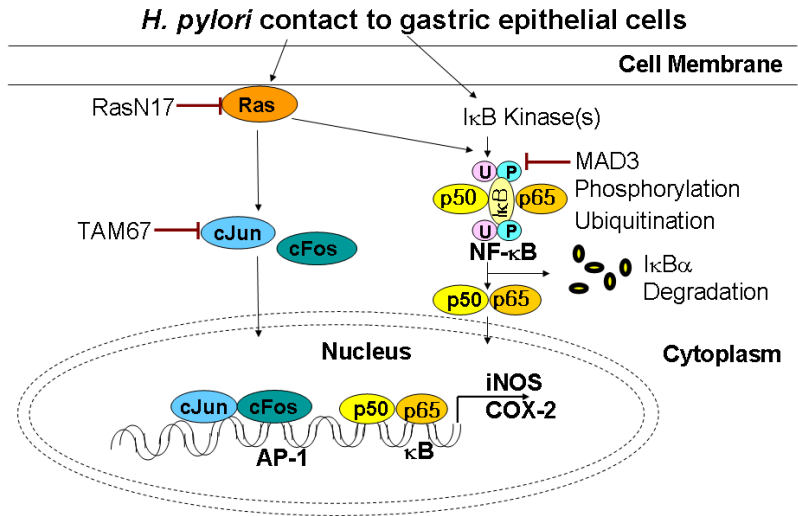 H. pylori contact to gastric epithelial cells
Cell Membrane
RasN17
Ras
IκB Kinase(s)
U P
MAD3
p50
IκB
p65
Phosphorylation
Ubiquitination
TAM67
cJun
cFos
U P
NF-κB
IκBα
Degradation
p50 p65
Nucleus
Cytoplasm
iNOS
COX-2
cJun cFos
p50 p65
AP-1
κB